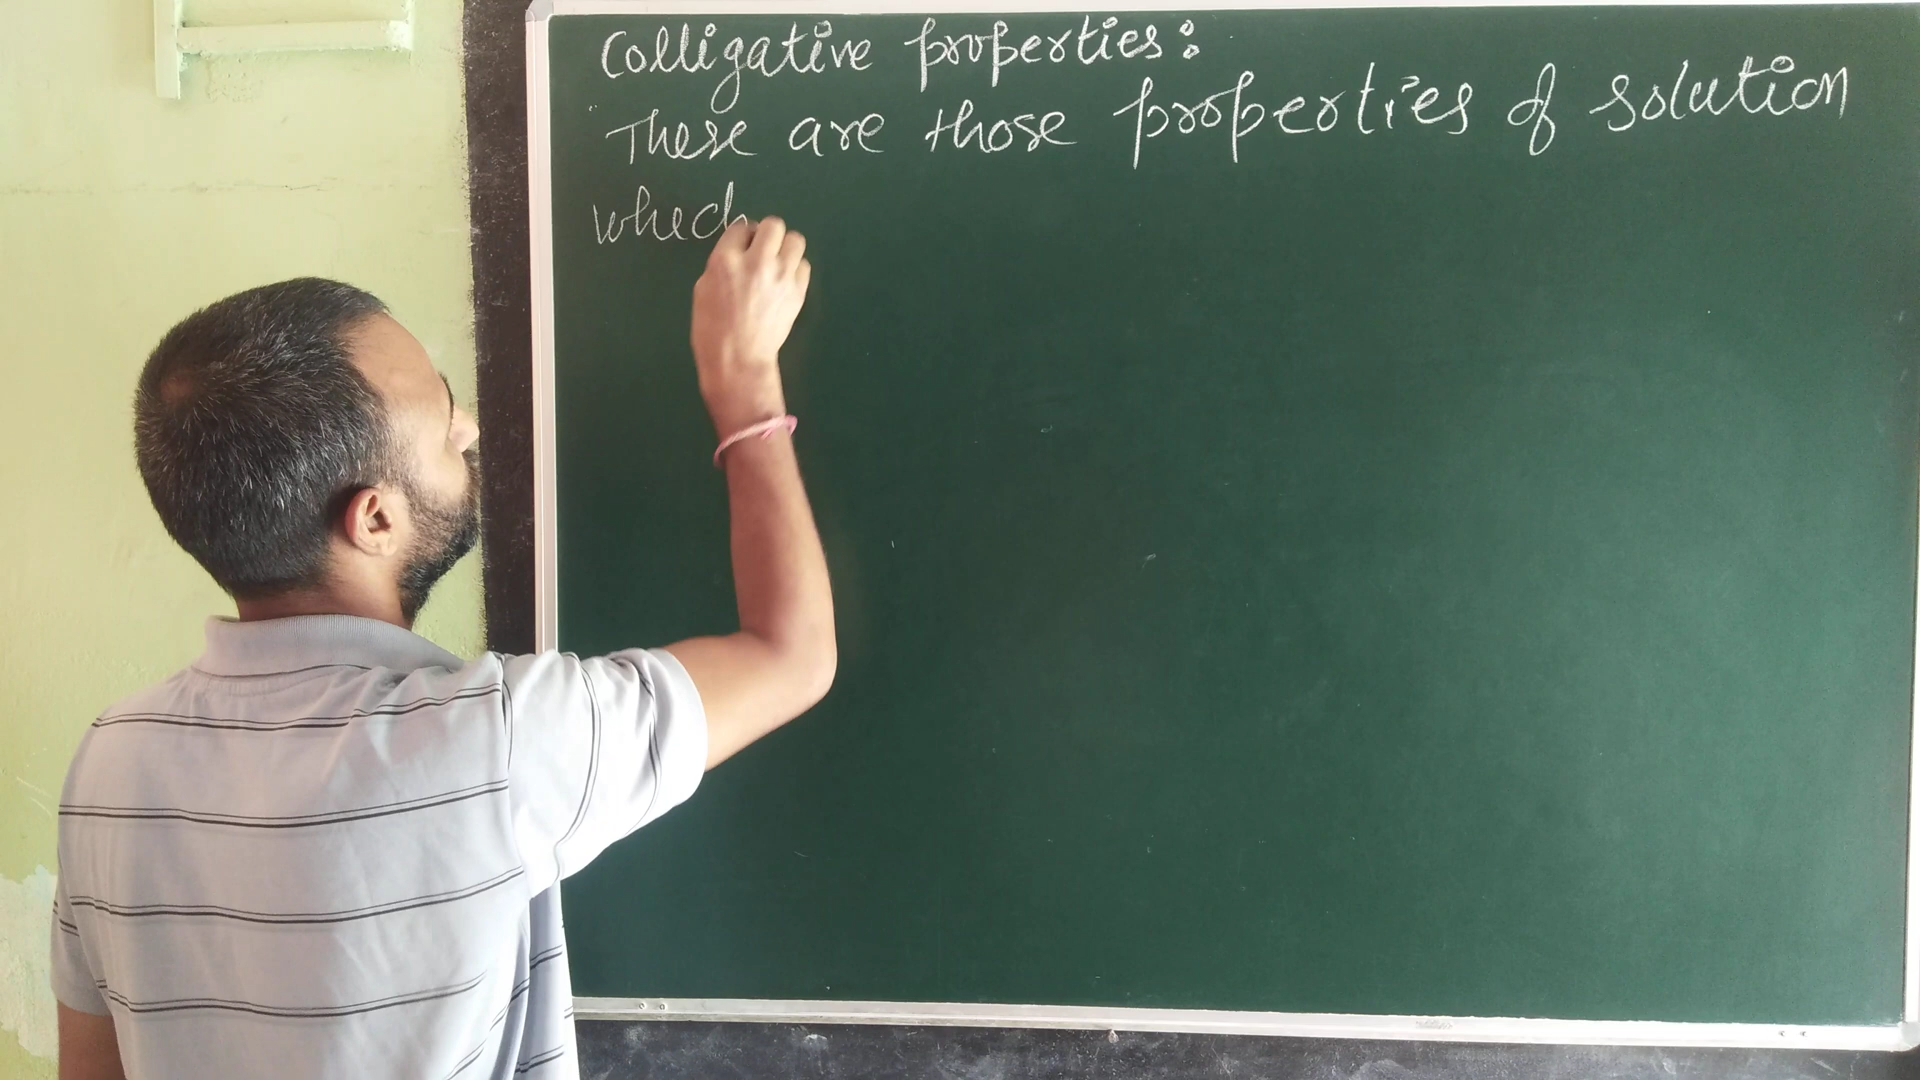 Colligative properties:
These are those properties of solution
which